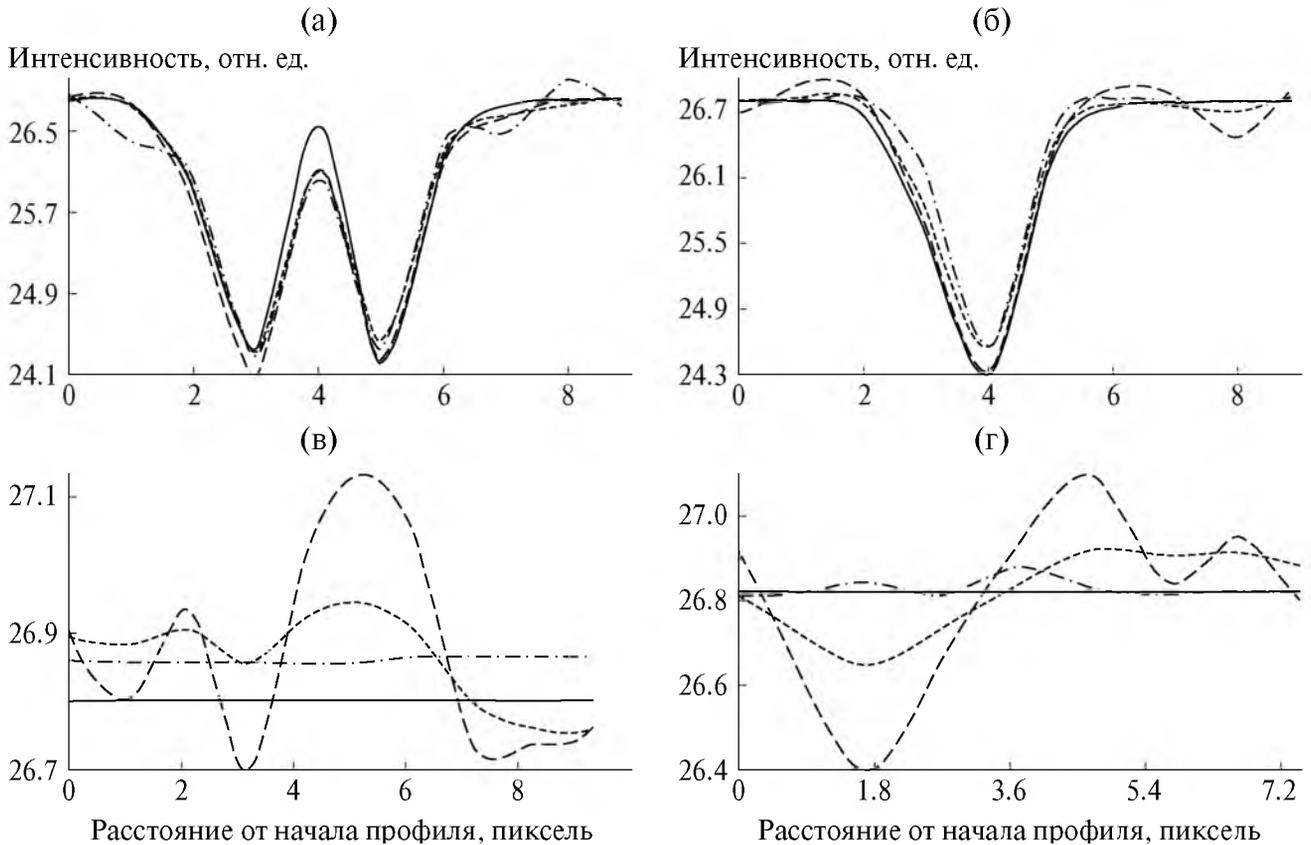 (а)
Интенсивность, отн. ед.
26.5
25.7
24.9
24.1
0 2 4 6 8
(б)
Интенсивность, отн. ед.
26.7
26.1
25.5
24.9
24.3
0 2 4 6 8
(в)
27.1
26.9
26.7
0 2 4 6 8
Расстояние от начала профиля, пиксель
(г)
27.0
26.8
26.6
26.4
0 1.8 3.6 5.4 7.2
Расстояние от начала профиля, пиксель